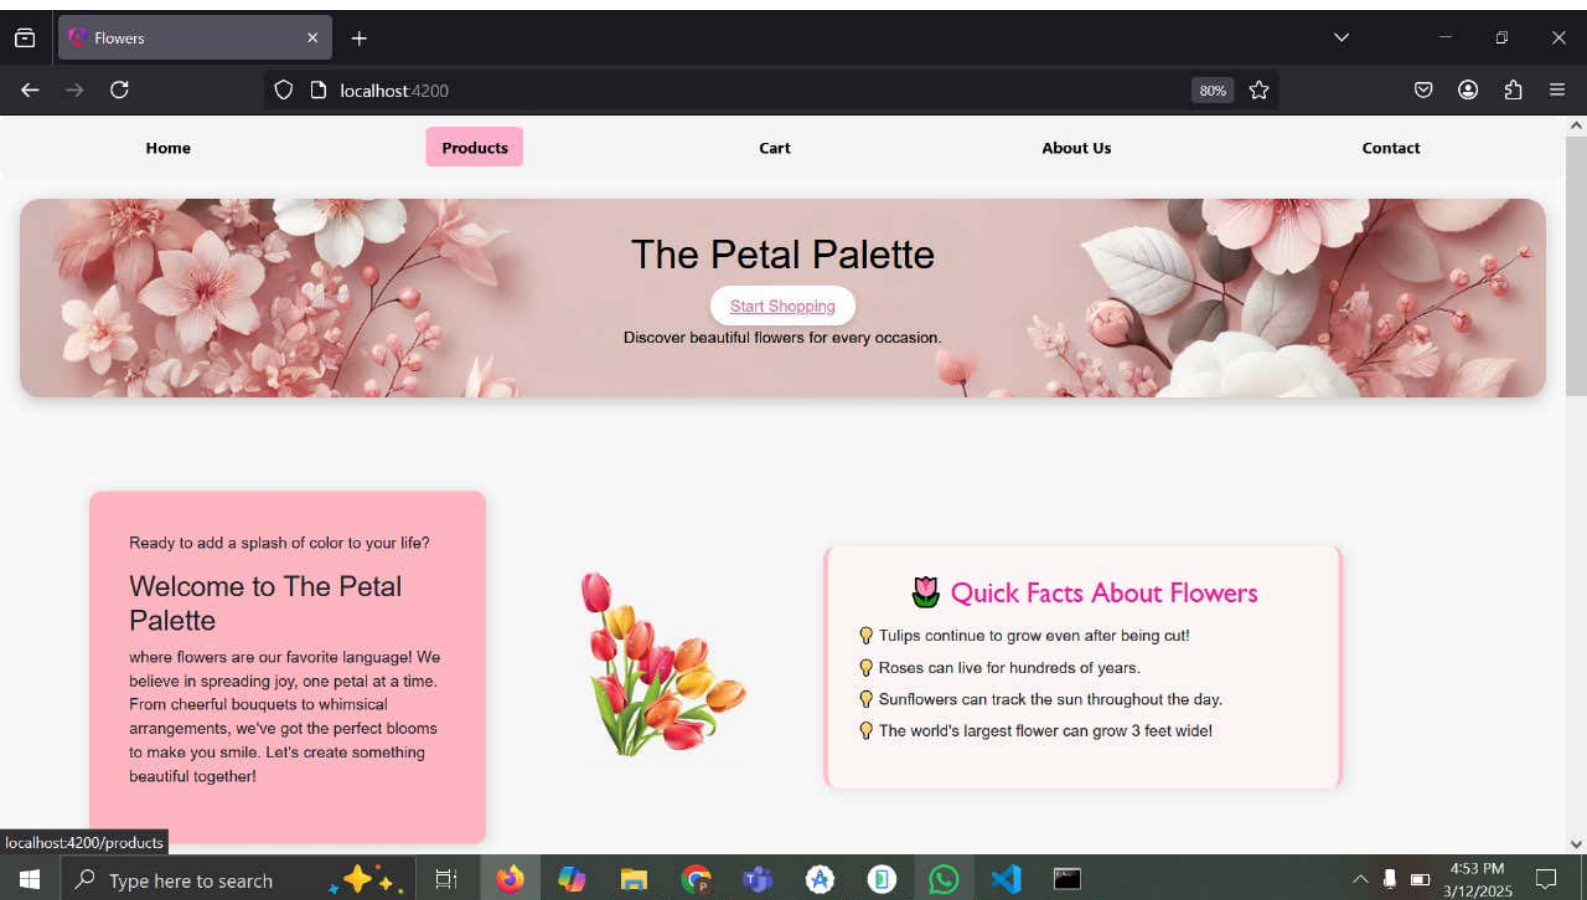 Flowers
localhost:4200
80%
Home Products Cart About Us Contact
The Petal Palette
Start Shopping
Discover beautiful flowers for every occasion.
Ready to add a splash of color to your life?
Welcome to The Petal
Palette
where flowers are our favorite language! We
believe in spreading joy, one petal at a time.
From cheerful bouquets to whimsical
arrangements, we've got the perfect blooms
to make you smile. Let's create something
beautiful together!
Quick Facts About Flowers
Tulips continue to grow even after being cut!
Roses can live for hundreds of years.
Sunflowers can track the sun throughout the day.
The world's largest flower can grow 3 feet wide!
localhost:4200/products
Type here to search
4:53 PM
3/12/2025